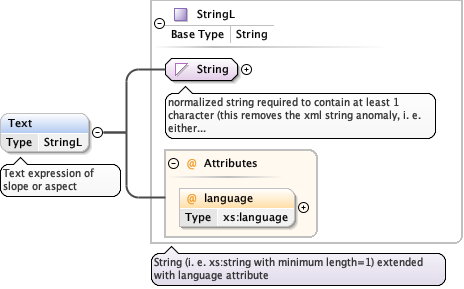 StringL
Base Type String
String
normalized string required to contain at least 1
character (this removes the xml string anomaly, i. e.
either...
Text
Type StringL
Text expression of
slope or aspect
@ Attributes
@ language
Type xs:language
String (i. e. xs:string with minimum length=1) extended
with language attribute